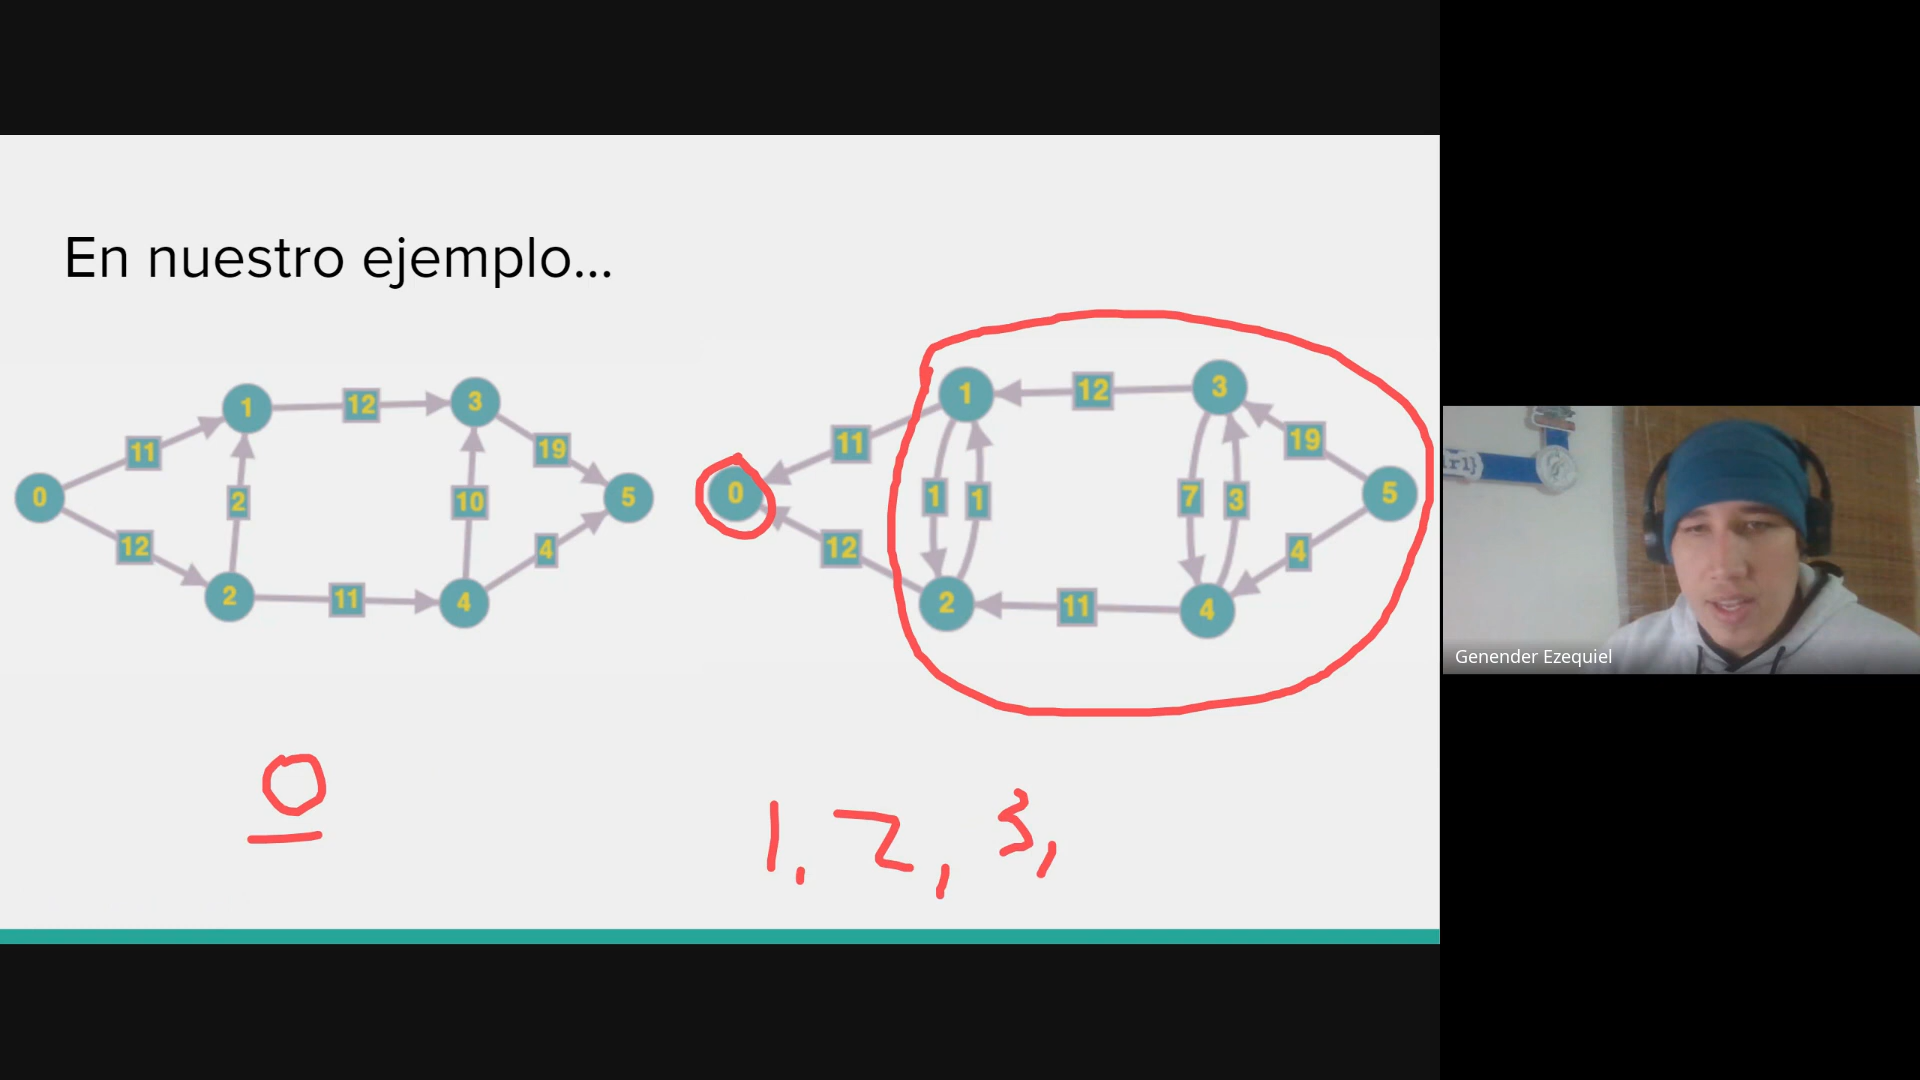 En nuestro ejemplo...
0 11 12 1 2 2 12 11 3 10 4 19 4 5
0 11 12 1 1 1 2 12 11 3 7 3 4 19 4 5
0
1, 2, 3,
Genender Ezequiel